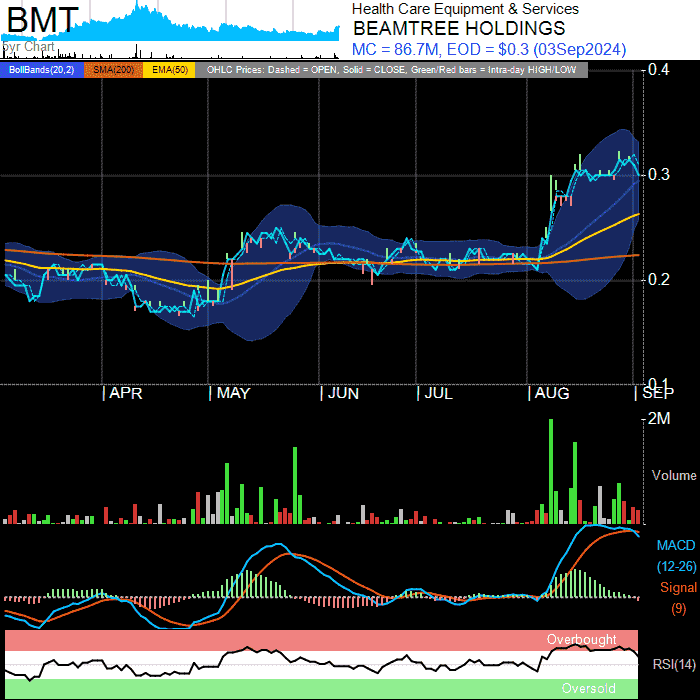 BMT
5yr Chart
Health Care Equipment & Services
BEAMTREE HOLDINGS
MC = 86.7M, EOD = $0.3 (03Sep2024)
BollBands(20,2) SMA(200) EMA(50) OHLC Prices: Dashed = OPEN, Solid = CLOSE, Green/Red bars = Intra-day HIGH/LOW
0.4
0.3
0.2
0.1
APR MAY JUN JUL AUG SEP
2M
Volume
MACD
(12-26)
Signal
(9)
Overbought
RSI(14)
Oversold